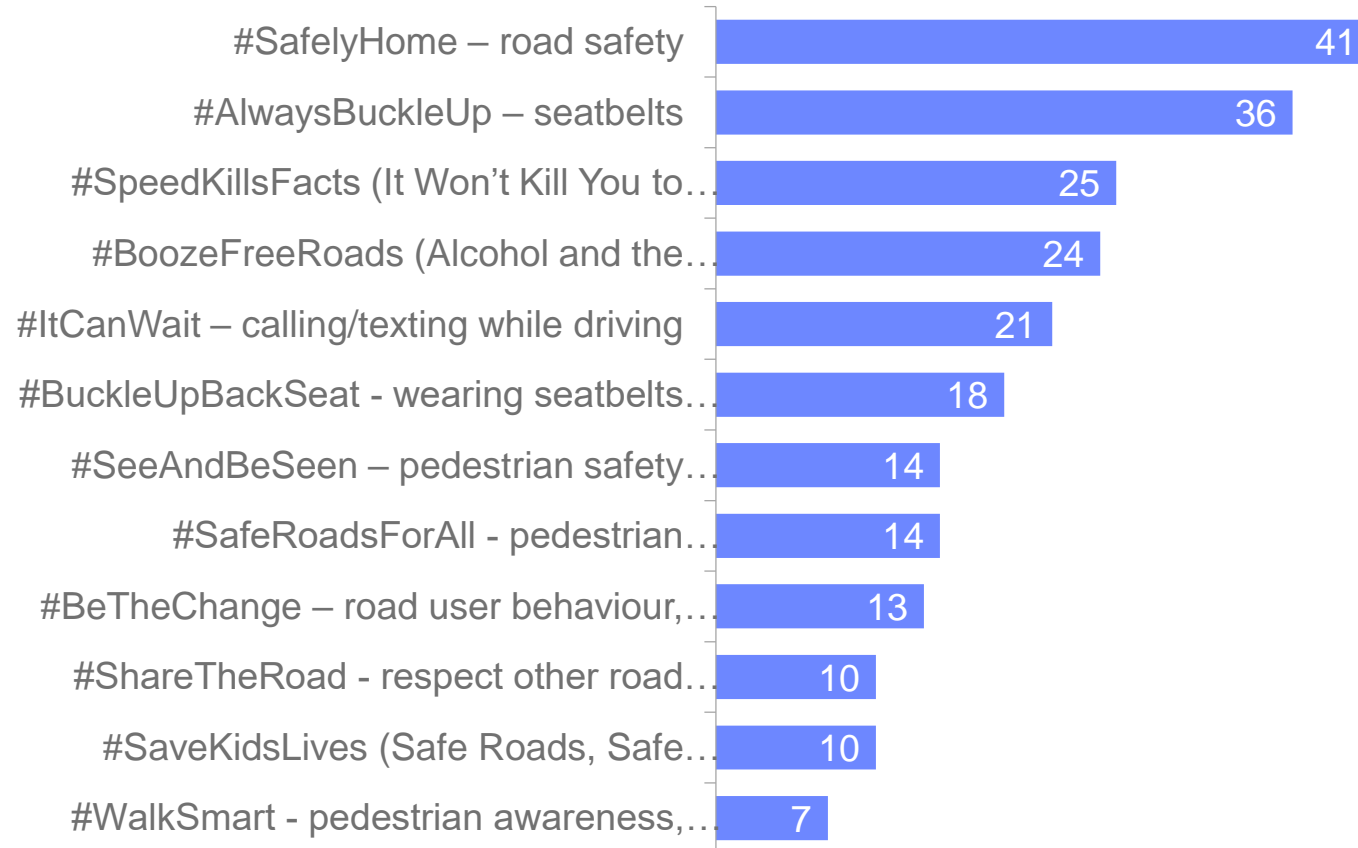 #SafelyHome – road safety 41
#AlwaysBuckleUp – seatbelts 36
#SpeedKillsFacts (It Won’t Kill You to… 25
#BoozeFreeRoads (Alcohol and the… 24
#ItCanWait – calling/texting while driving 21
#BuckleUpBackSeat - wearing seatbelts… 18
#SeeAndBeSeen – pedestrian safety… 14
#SafeRoadsForAll - pedestrian… 14
#BeTheChange – road user behaviour,… 13
#ShareTheRoad - respect other road… 10
#SaveKidsLives (Safe Roads, Safe… 10
#WalkSmart - pedestrian awareness,… 7